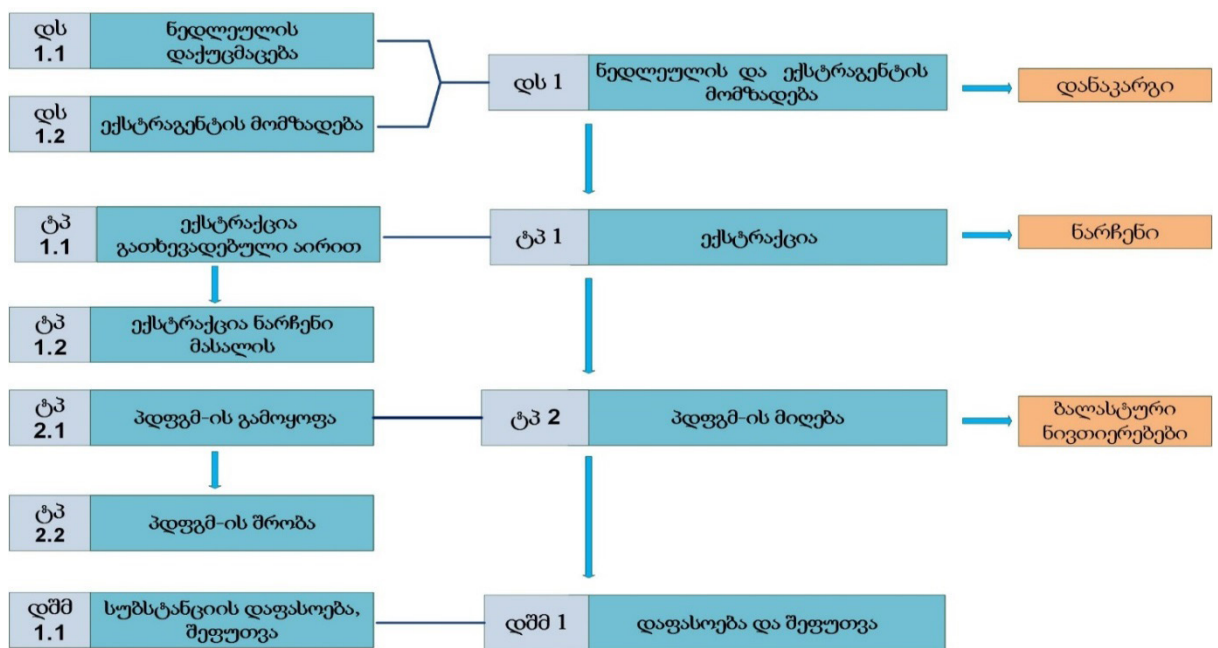 დს
1.1
ნედლეულის
დაქუცმაცება
დს
1.2
ექსტრაგენტის მომზადება
დს 1
ნედლეულის და ექსტრაგენტის
მომზადება
დანაკარგი
ტპ
1.1
ექსტრაქცია
გათხევადებული აირით
ტპ 1
ექსტრაქცია
ნარჩენი
ტპ
1.2
ექსტრაქცია ნარჩენი
მასალის
ტპ
2.1
პდფგმ-ის გამოყოფა
ტპ 2
პდფგმ-ის მიღება
ბალასტური
ნივთიერებები
ტპ
2.2
პდფგმ-ის შრობა
დშმ
1.1
სუბსტანციის დაფასოება,
შეფუთვა
დშმ 1
დაფასოება და შეფუთვა